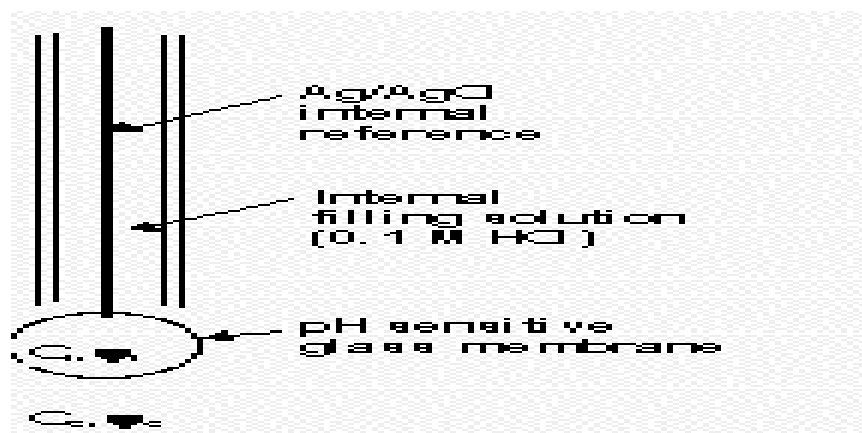 Ag/AgCl
internal
reference
Internal
filling solution
(0.1 M HCl)
pH sensitive
glass membrane